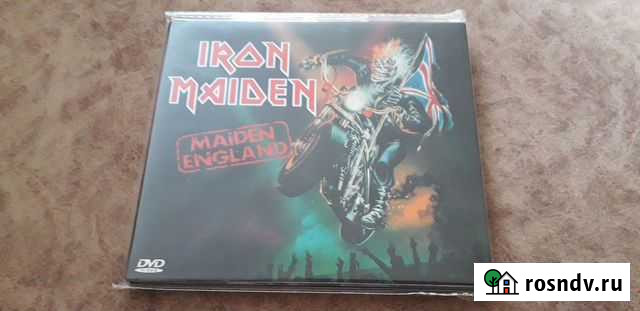 IRON
MAIDEN
MAIDEN
ENGLAND
DVD
rosndv.ru